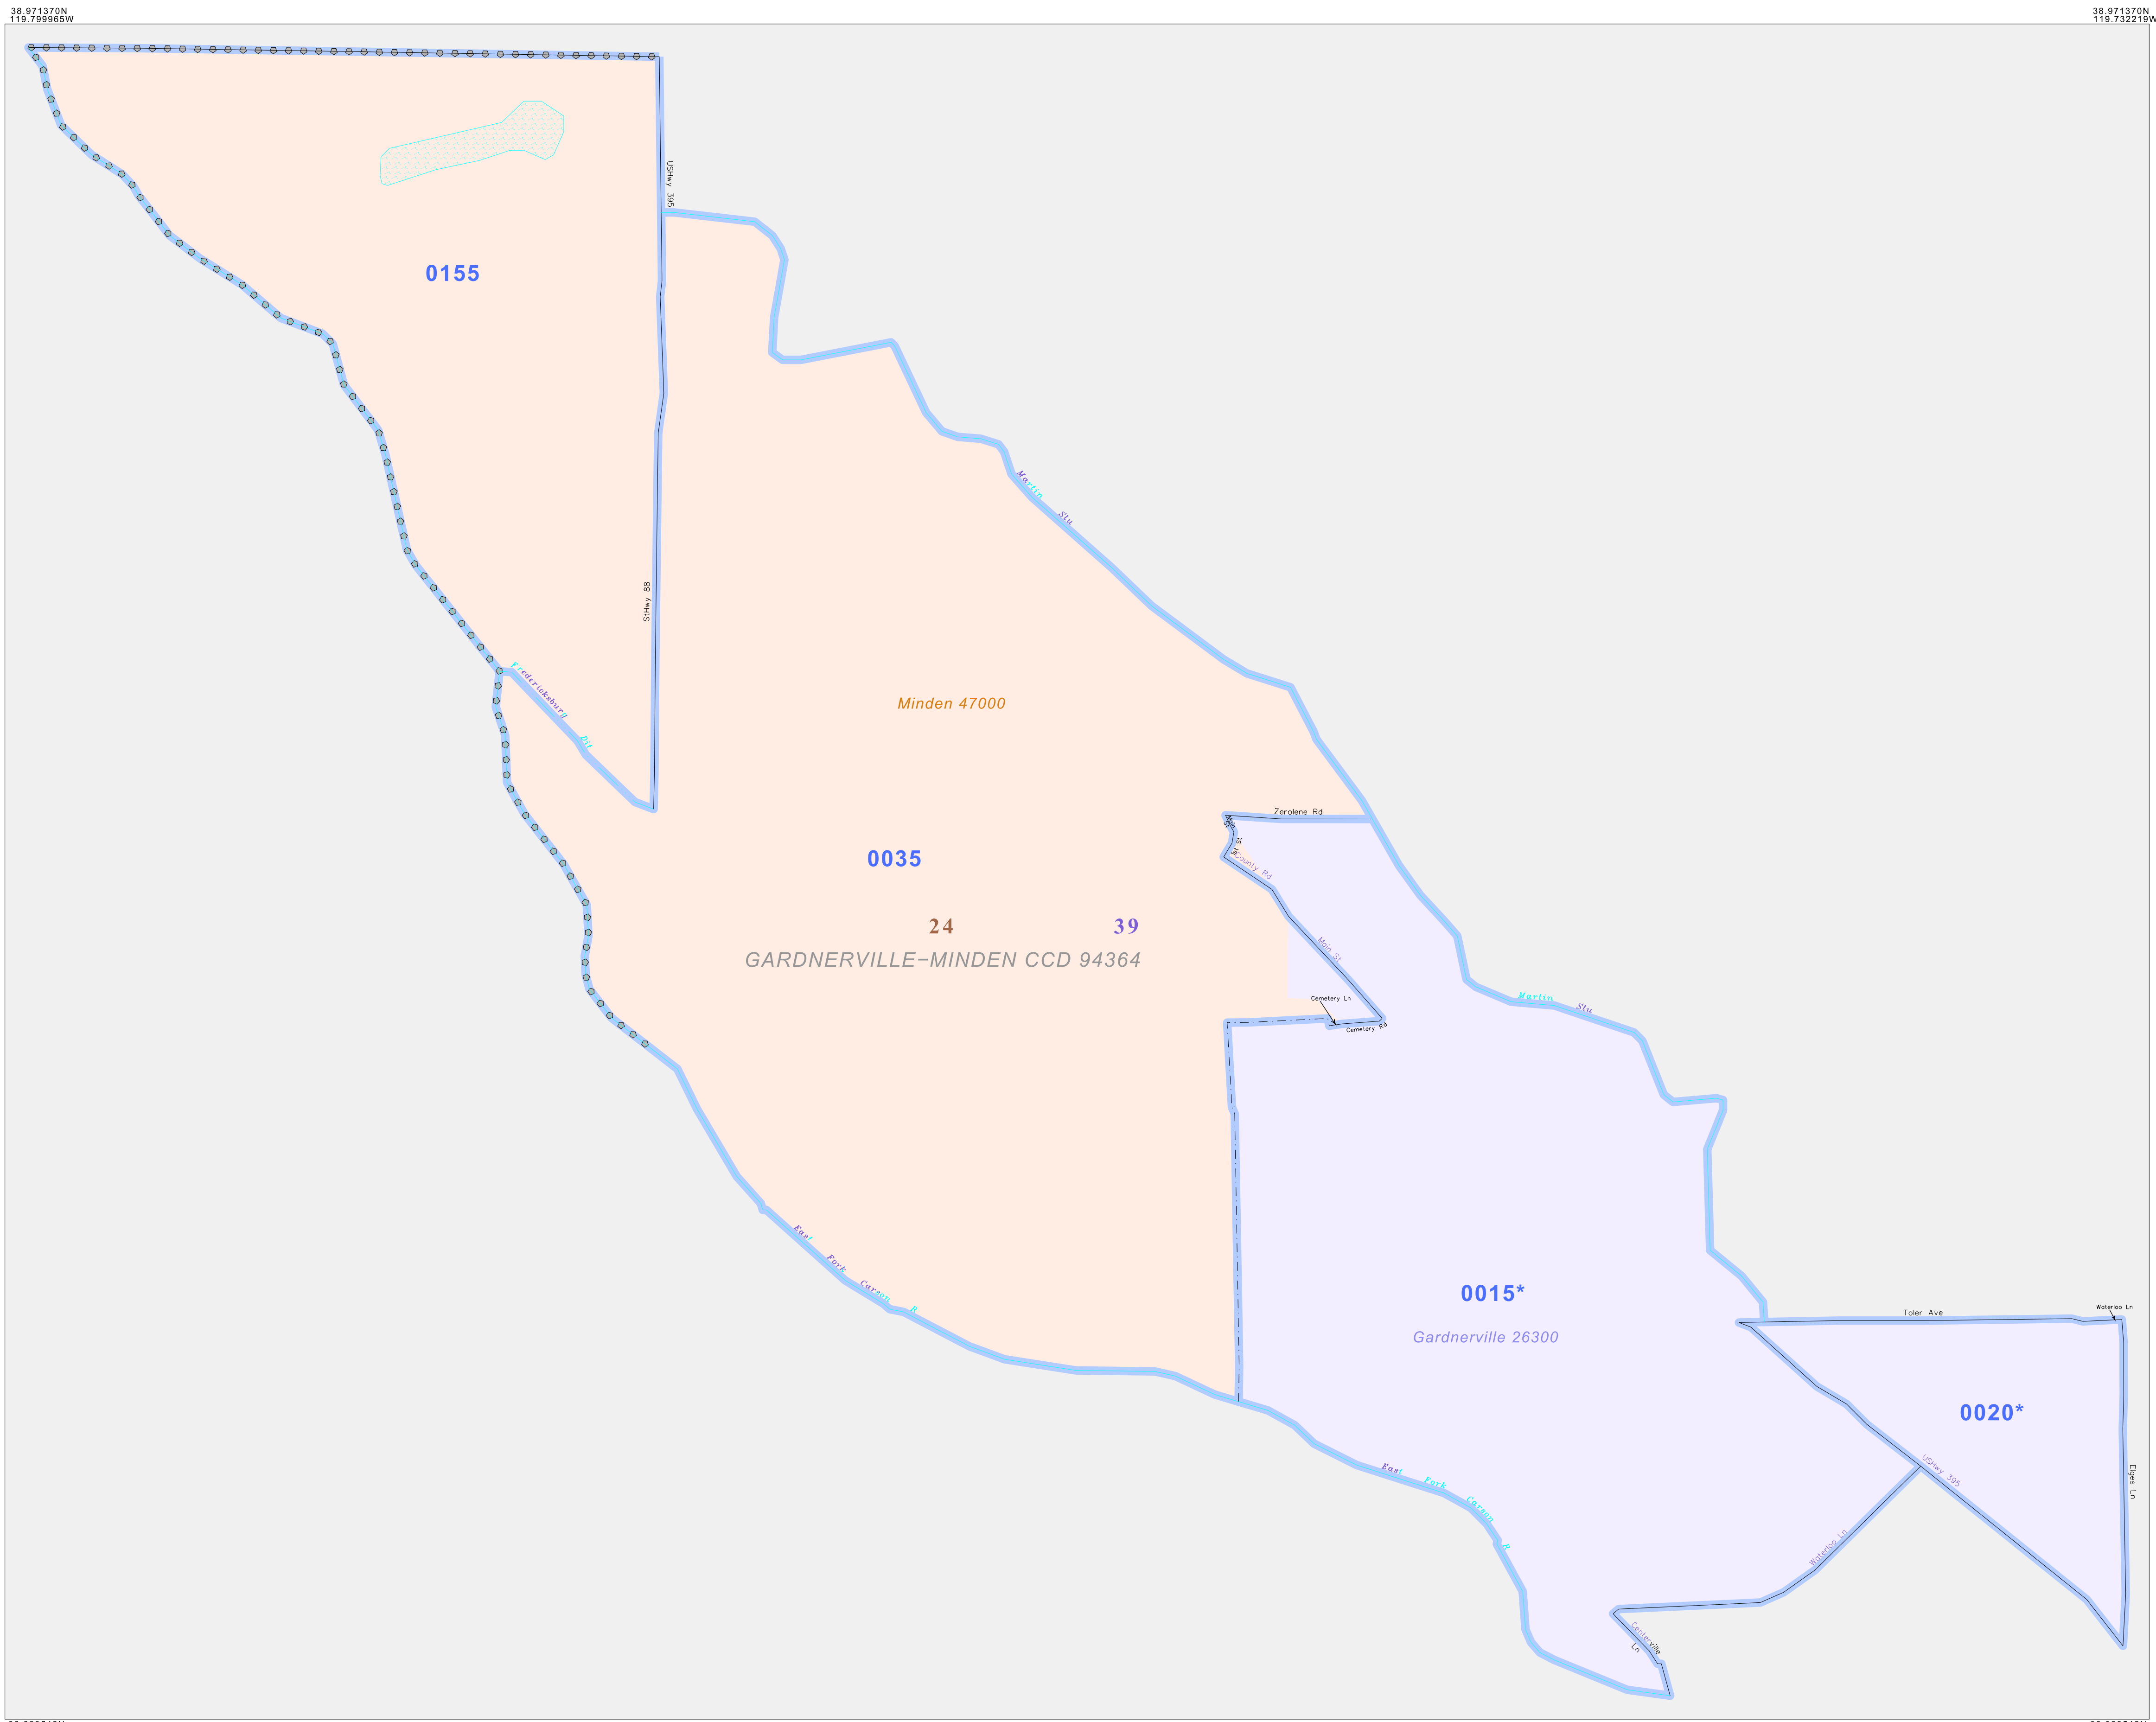 38.971370N
119.799965W
38.971370N
119.732219W
USHwy 395
0155
Martin
Slu
StHwy 88
Fredericksburg
Dit
Minden 47000
Zerolene Rd
0035
County Rd
24
39
Main St
GARDNERVILLE-MINDEN CCD 94364
Cemetery Ln
Cemetery Rd
Martin
Slu
East
Fork
Carson
R
0015*
Gardnerville 26300
Toler Ave
Waterloo Ln
0020*
East
Fork
Carson
R
USHwy 395
Elges Ln
Waterloo Ln
Centerville
Ln